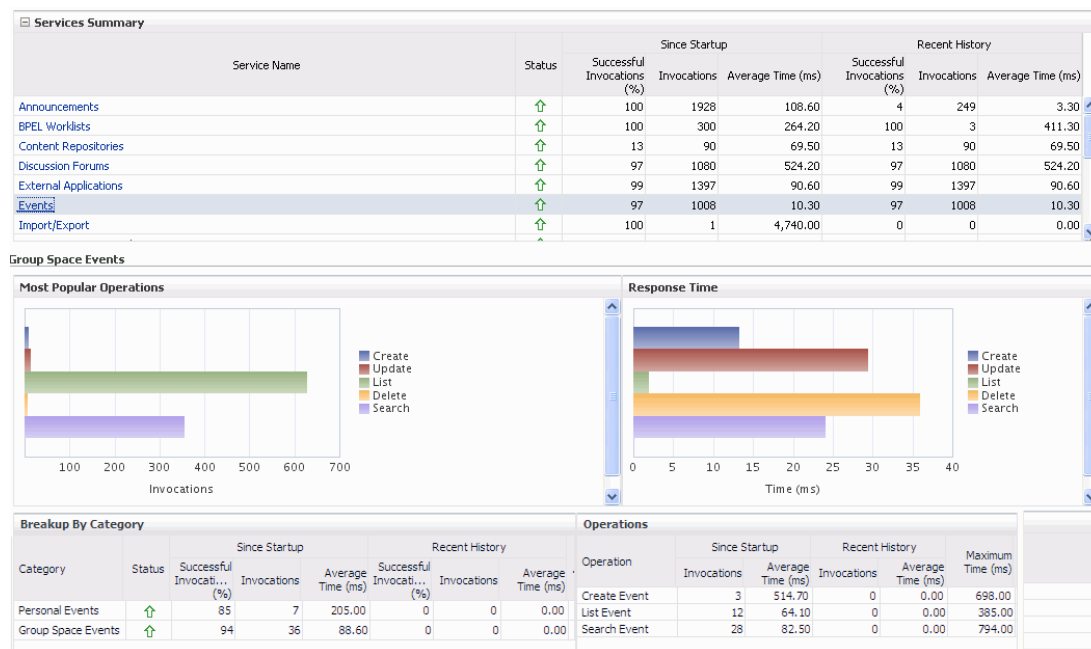 Services Summary
Since Startup Recent History
Service Name Status Successful Invocations (%) Invocations Average Time (ms) Successful Invocations (%) Invocations Average Time (ms)
Announcements 100 1928 108.60 4 249 3.30
BPEL Worklists 100 300 264.20 100 3 411.30
Content Repositories 13 90 69.50 13 90 69.50
Discussion Forums 97 1080 524.20 97 1080 524.20
External Applications 99 1397 90.60 99 1397 90.60
Events 97 1008 10.30 97 1008 10.30
Import/Export 100 1 4,740.00 0 0 0.00
Group Space Events
Most Popular Operations
Create
Update
List
Delete
Search
100 200 300 400 500 600 700
Invocations
Response Time
Create
Update
List
Delete
Search
0 5 10 15 20 25 30 35 40
Time (ms)
Breakup By Category
Since Startup Recent History
Category Status Successful Invocati... (%) Invocations Average Time (ms) Successful Invocati... (%) Invocations Average Time (ms)
Personal Events 85 7 205.00 0 0 0.00
Group Space Events 94 36 88.60 0 0 0.00
Operations
Since Startup Recent History
Operation Invocations Average Time (ms) Invocations Average Time (ms) Maximum Time (ms)
Create Event 3 514.70 0 0.00 698.00
List Event 12 64.10 0 0.00 385.00
Search Event 28 82.50 0 0.00 794.00